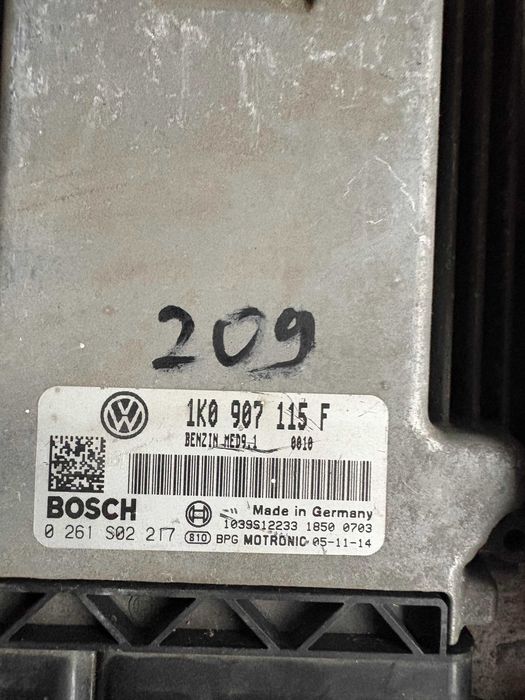 209
1K0 907 115 F
BENZIN MED9.1 0010
BOSCH
Made in Germany
1039S12233 1850 0703
0 261 S02 217 810 BPG MOTRONIC 05-11-14